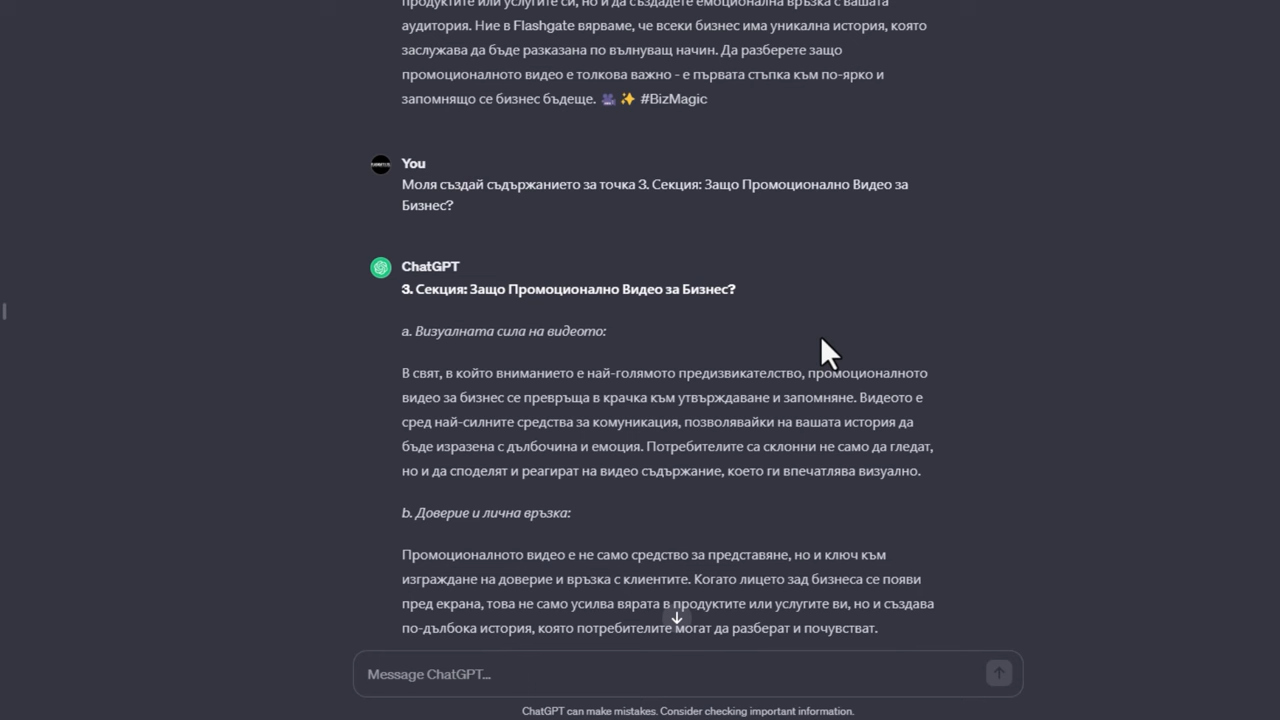 продуктите или услугите си, но и да създадете емоционална връзка с вашата
аудитория. Ние в Flashgate вярваме, че всеки бизнес има уникална история, която
заслужава да бъде разказана по вълнуващ начин. Да разберете защо
промоционалното видео е толкова важно - е първата стъпка към по-ярко и
запомнящо се бизнес бъдеще. 🎥 ✨ #BizMagic
You
Моля създай съдържанието за точка 3. Секция: Защо Промоционално Видео за
Бизнес?
ChatGPT
3. Секция: Защо Промоционално Видео за Бизнес?
a. Визуалната сила на видеото:
В свят, в който вниманието е най-голямото предизвикателство, промоционалното
видео за бизнес се превръща в крачка към утвърждаване и запомняне. Видеото е
сред най-силните средства за комуникация, позволявайки на вашата история да
бъде изразена с дълбочина и емоция. Потребителите са склонни не само да гледат,
но и да споделят и реагират на видео съдържание, което ги впечатлява визуално.
b. Доверие и лична връзка:
Промоционалното видео е не само средство за представяне, но и ключ към
изграждане на доверие и връзка с клиентите. Когато лицето зад бизнеса се появи
пред екрана, това не само усилва вярата в продуктите или услугите ви, но и създава
по-дълбока история, която потребителите могат да разберат и почувстват.
Message ChatGPT...
ChatGPT can make mistakes. Consider checking important information.